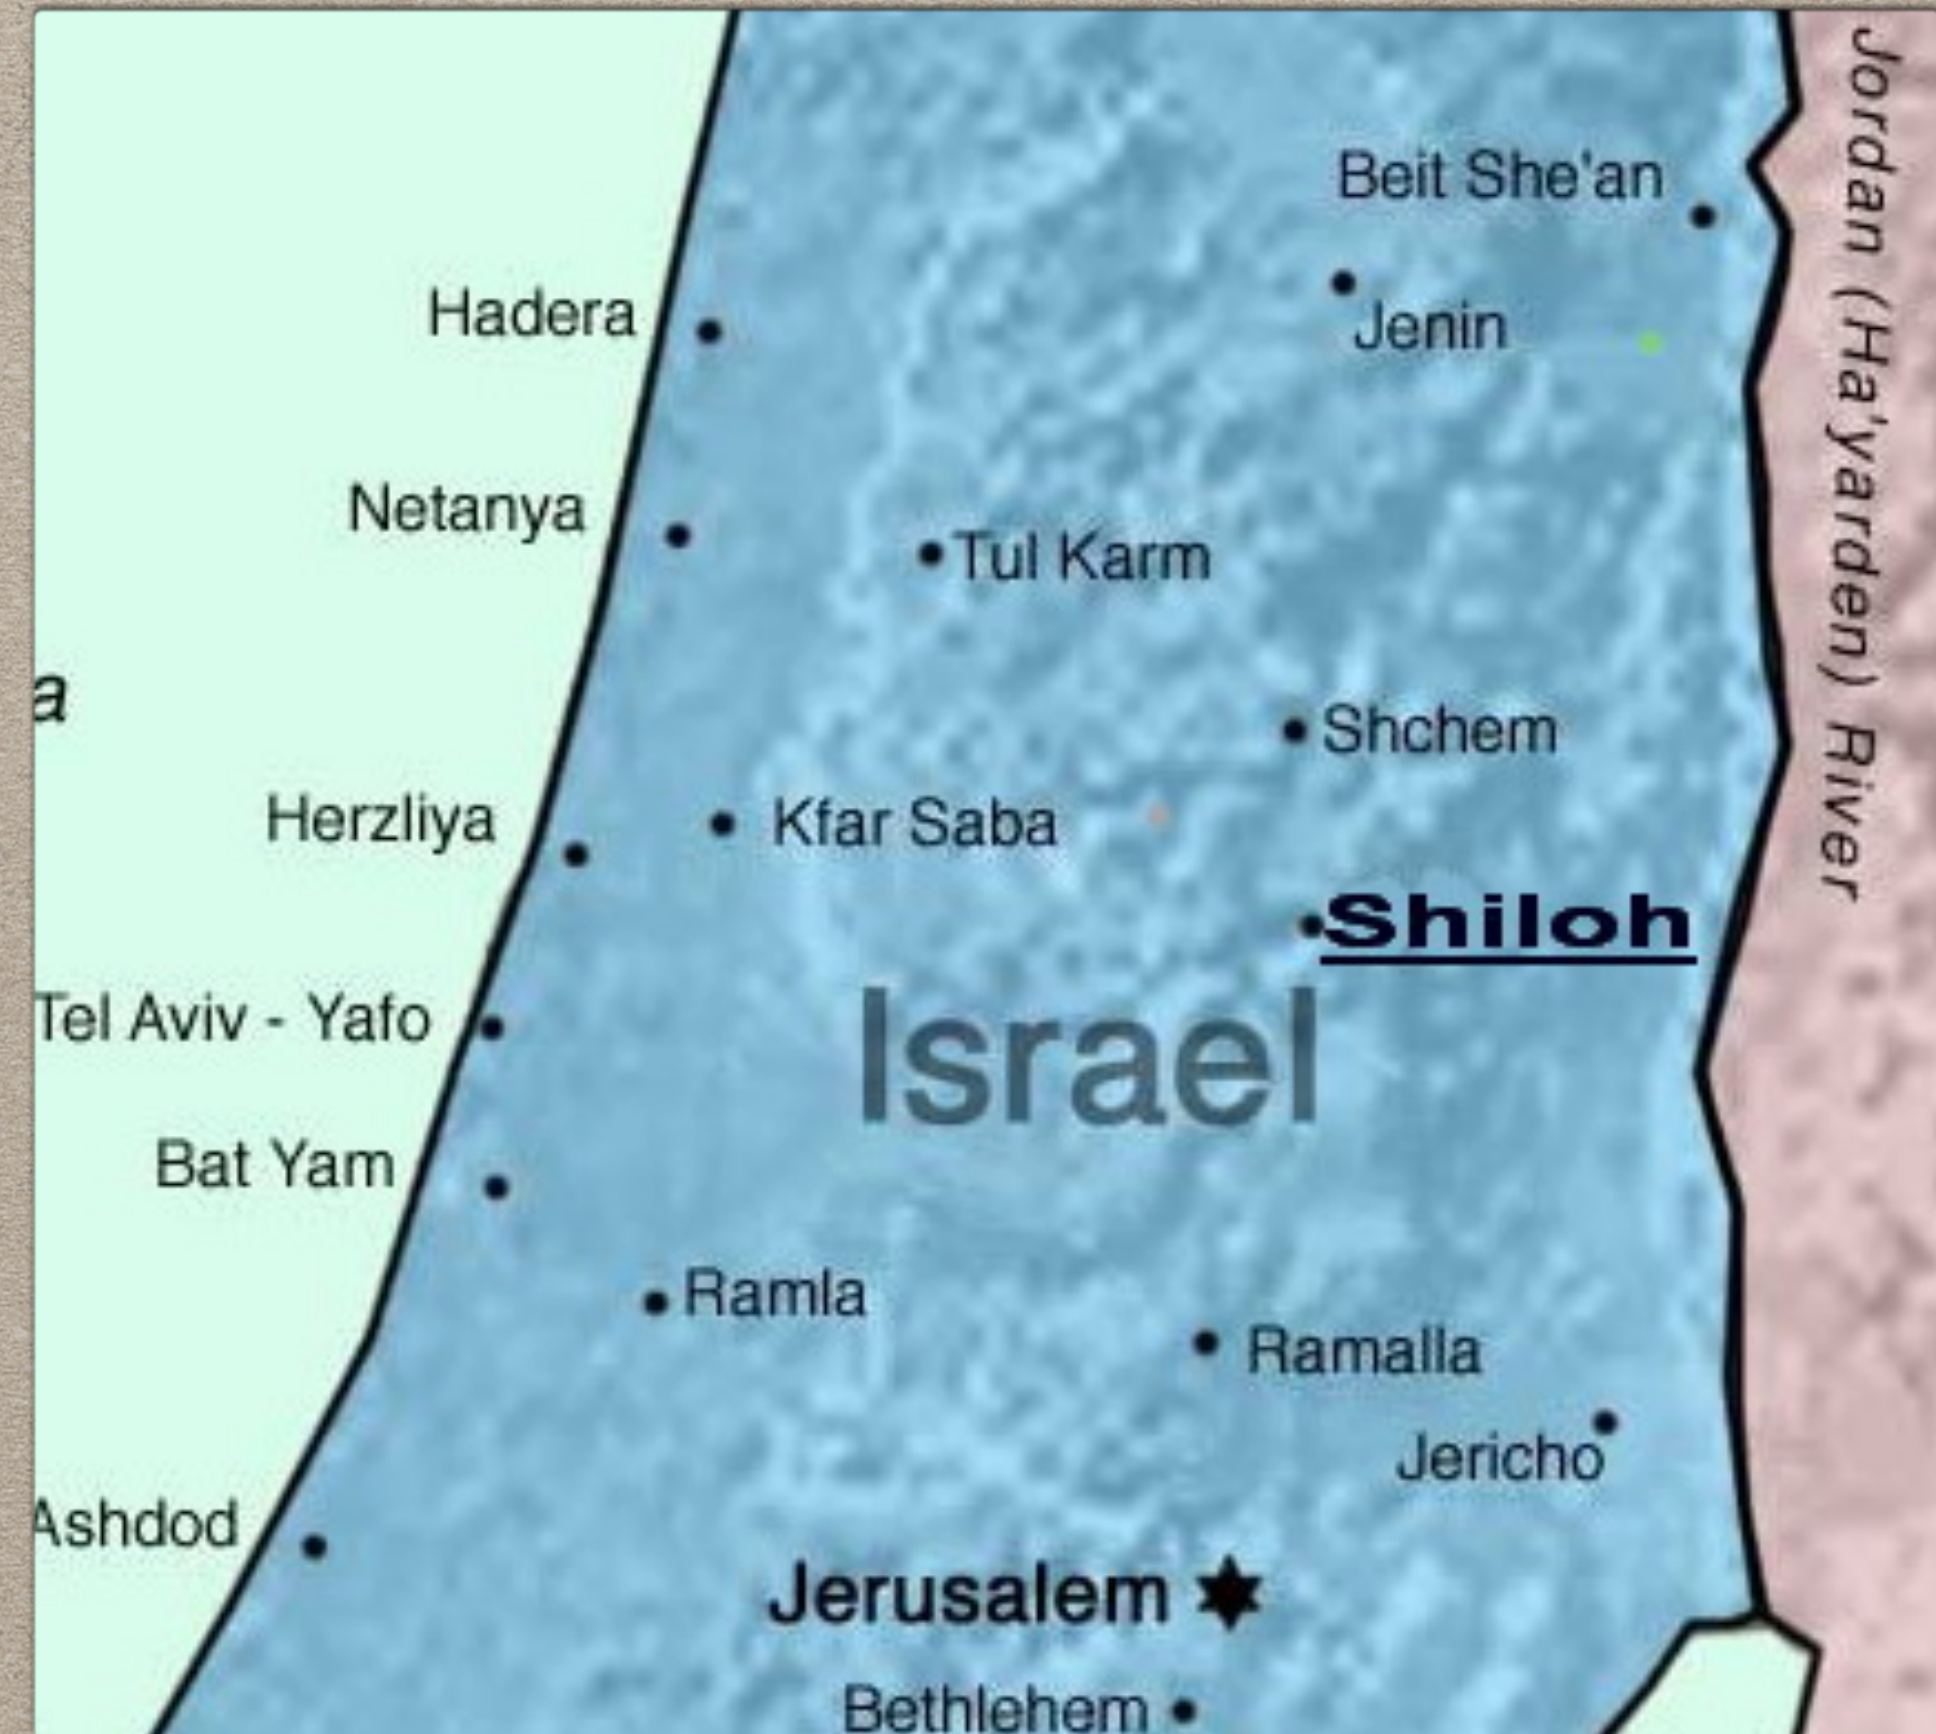 Jordan (Ha'yarden) River
Beit She'an
Jenin
Hadera
Netanya
Tul Karm
a
Shchem
Herzliya
Kfar Saba
Shiloh
Israel
Tel Aviv - Yafo
Bat Yam
Ramla
Ramalla
Jericho
Ashdod
Jerusalem
Bethlehem